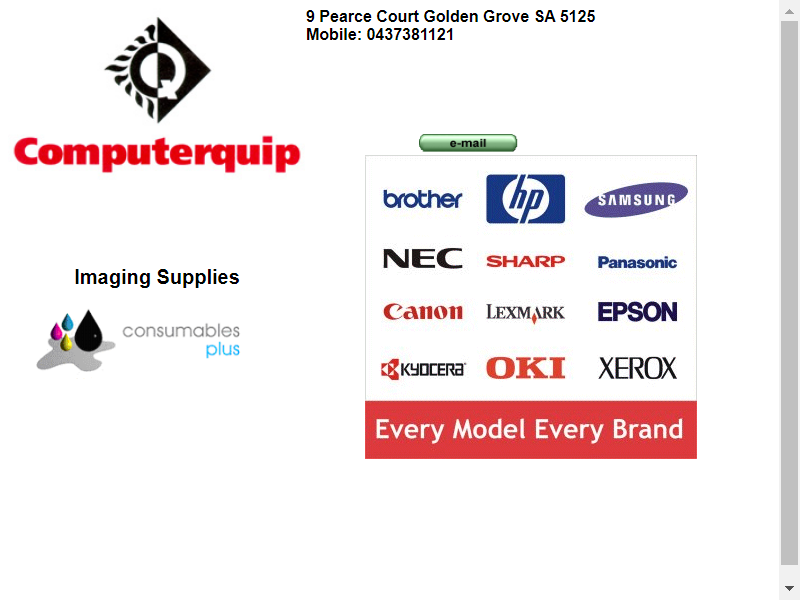 9 Pearce Court Golden Grove SA 5125
Mobile: 0437381121
Q
Computerquip
e-mail
brother
hp
SAMSUNG
NEC
SHARP
Panasonic
Canon
LEXMARK
EPSON
KYOCERA
OKI
XEROX
Every Model Every Brand
Imaging Supplies
consumables
plus